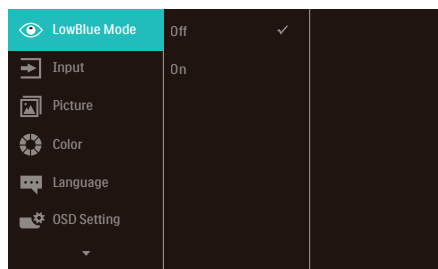 LowBlue Mode
Off
Input
On
Picture
Color
Language
OSD Setting